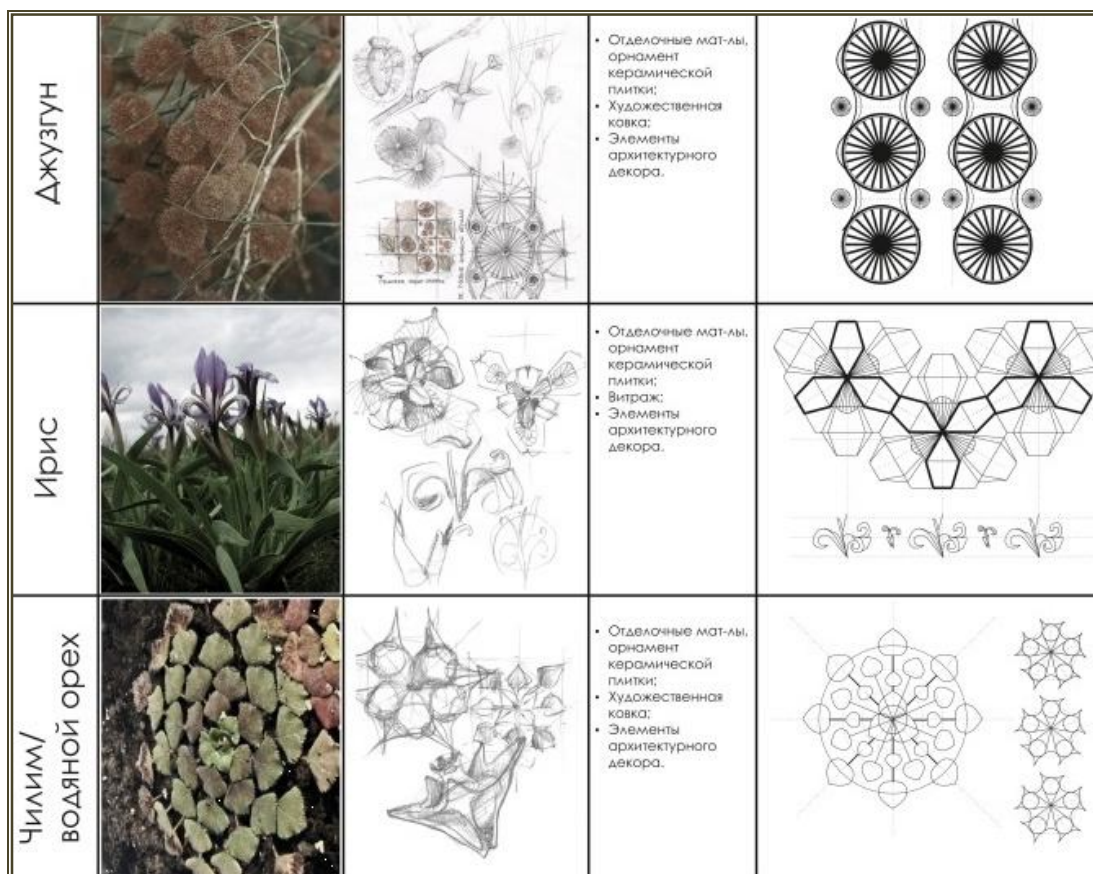 Джузгун
• Отделочные мат-лы,
орнамент
керамической
плитки;
• Художественная
ковка;
• Элементы
архитектурного
декора.
Ирис
• Отделочные мат-лы,
орнамент
керамической
плитки;
• Витраж;
• Элементы
архитектурного
декора.
Чилим/
водяной орех
• Отделочные мат-лы,
орнамент
керамической
плитки;
• Художественная
ковка;
• Элементы
архитектурного
декора.